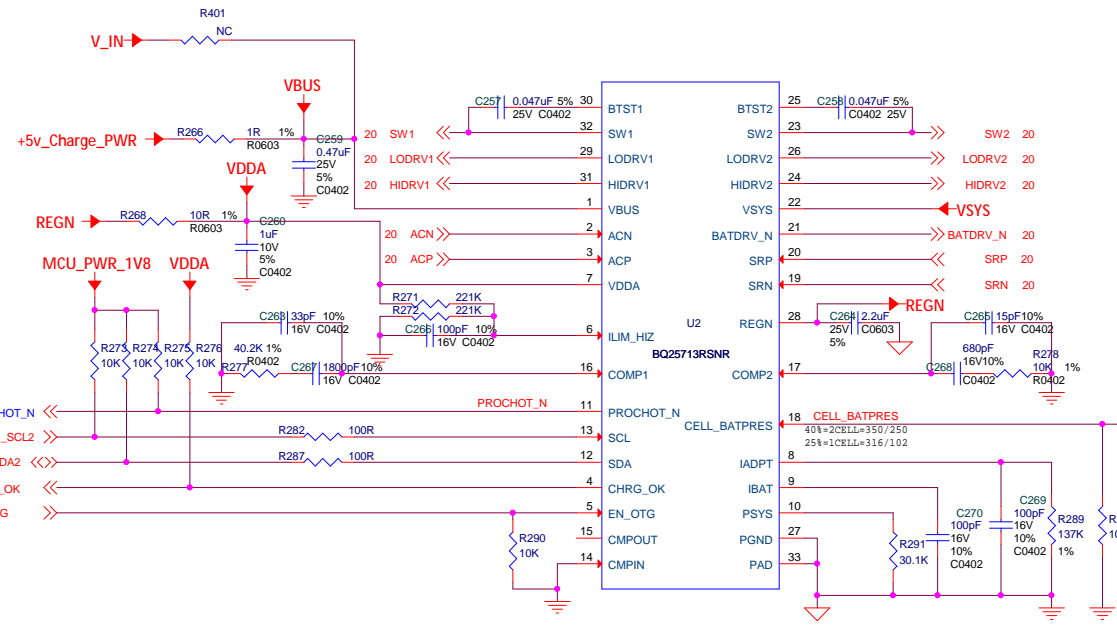 R401
NC
V_IN
VBUS
+5v_Charge_PWR
R266
1R
1%
R0603
C259
0.47uF
25V
5%
C0402
VDDA
REGN
R268
10R
1%
R0603
C260
1uF
10V
5%
C0402
MCU_PWR_1V8
VDDA
R273
10K
R274
10K
R275
10K
R276
10K
C257
0.047uF 5%
25V C0402
20 SW1
20 LODRV1
20 HIDRV1
20 ACN
20 ACP
R271
221K
R272
221K
C266
100pF 10%
16V C0402
33pF 10%
16V C0402
R277
40.2K 1%
R0402
C267
1800pF 10%
16V C0402
PROCHOT_N
HOT_N
_SCL2
DA2
_OK
G
R282
100R
R287
100R
R290
10K
30 BTST1
32 SW1
29 LODRV1
31 HIDRV1
1 VBUS
2 ACN
3 ACP
7 VDDA
6 ILIM_HIZ
16 COMP1
11 PROCHOT_N
13 SCL
12 SDA
4 CHRG_OK
5 EN_OTG
15 CMPOUT
14 CMPIN
U2
BQ25713RSNR
BTST2 25
SW2 23
LODRV2 26
HIDRV2 24
VSYS 22
BATDRV_N 21
SRP 20
SRN 19
REGN 28
COMP2 17
CELL_BATPRES 18
IADPT 8
IBAT 9
PSYS 10
PGND 27
PAD 33
0.047uF 5%
C0402 25V
SW2 20
LODRV2 20
HIDRV2 20
VSYS
BATDRV_N 20
SRP 20
SRN 20
REGN
C264
25V
5%
2.2uF
C0603
C265
15pF 10%
16V C0402
C268
680pF
16V 10%
C0402
R278
10K
R0402
1%
CELL_BATPRES
40%=2CELL=350/250
25%=1CELL=316/102
R291
30.1K
C270
100pF
16V
10%
C0402
C269
100pF
16V
10%
C0402
R289
137K
1%
R
10